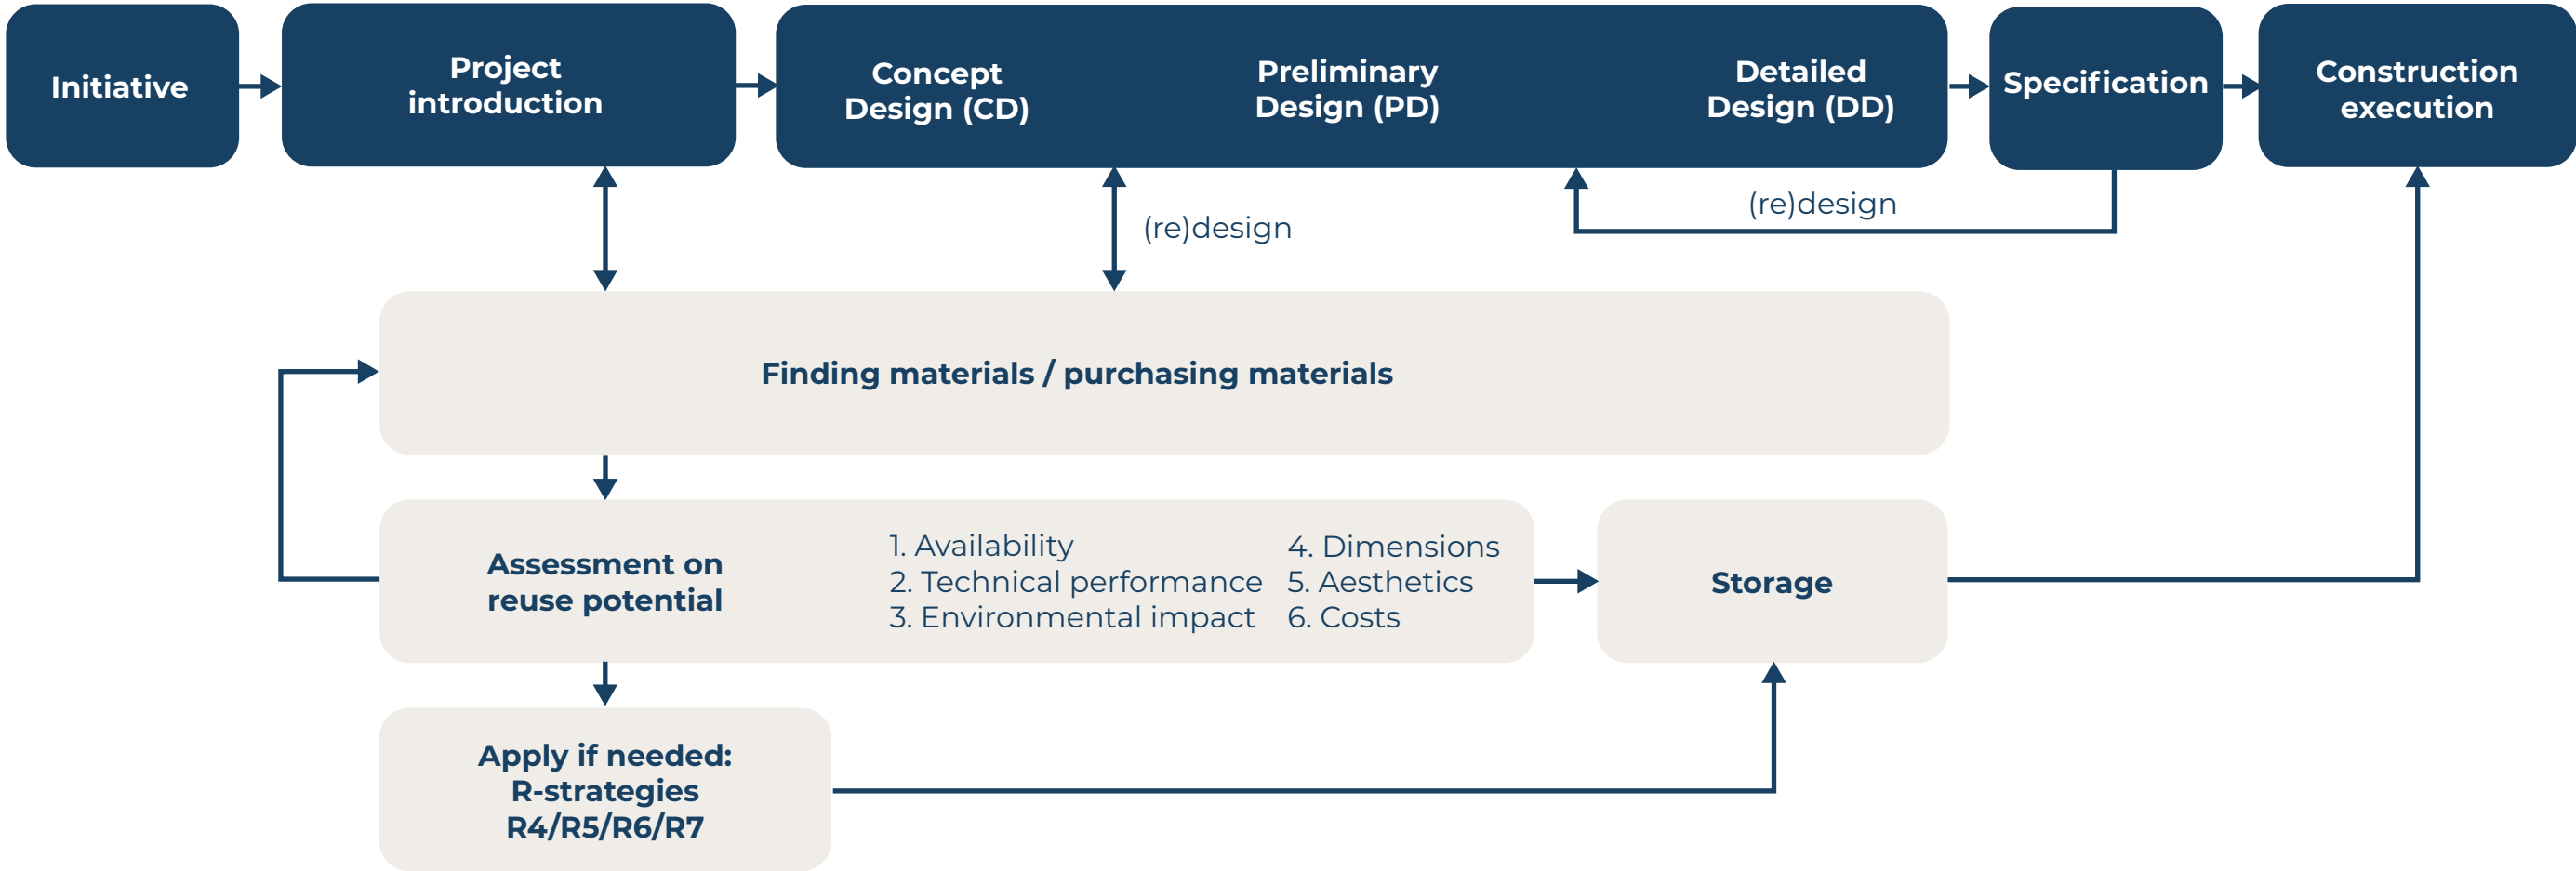 Initiative
Project
introduction
Concept
Design (CD)
Preliminary
Design (PD)
Detailed
Design (DD)
Specification
Construction
execution
(re)design
(re)design
Finding materials / purchasing materials
Assessment on
reuse potential
1. Availability
2. Technical performance
3. Environmental impact
4. Dimensions
5. Aesthetics
6. Costs
Storage
Apply if needed:
R-strategies
R4/R5/R6/R7